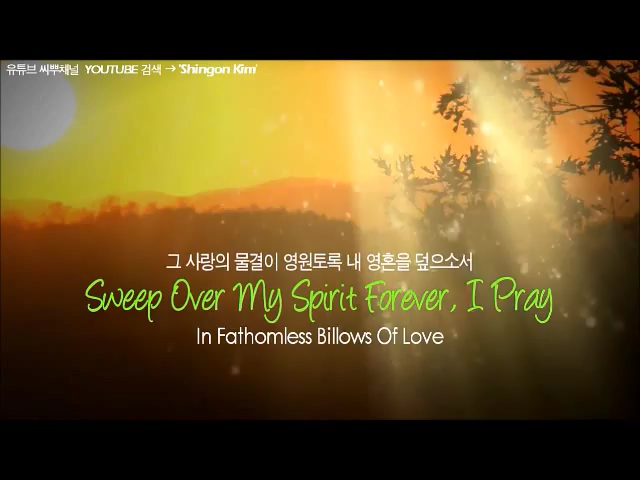 유튜브 씨뿌채널 YOUTUBE 검색 → 'Shingon Kim'
그 사랑의 물결이 영원토록 내 영혼을 덮으소서
Sweep Over My Spirit Forever, I Pray
In Fathomless Billows Of Love